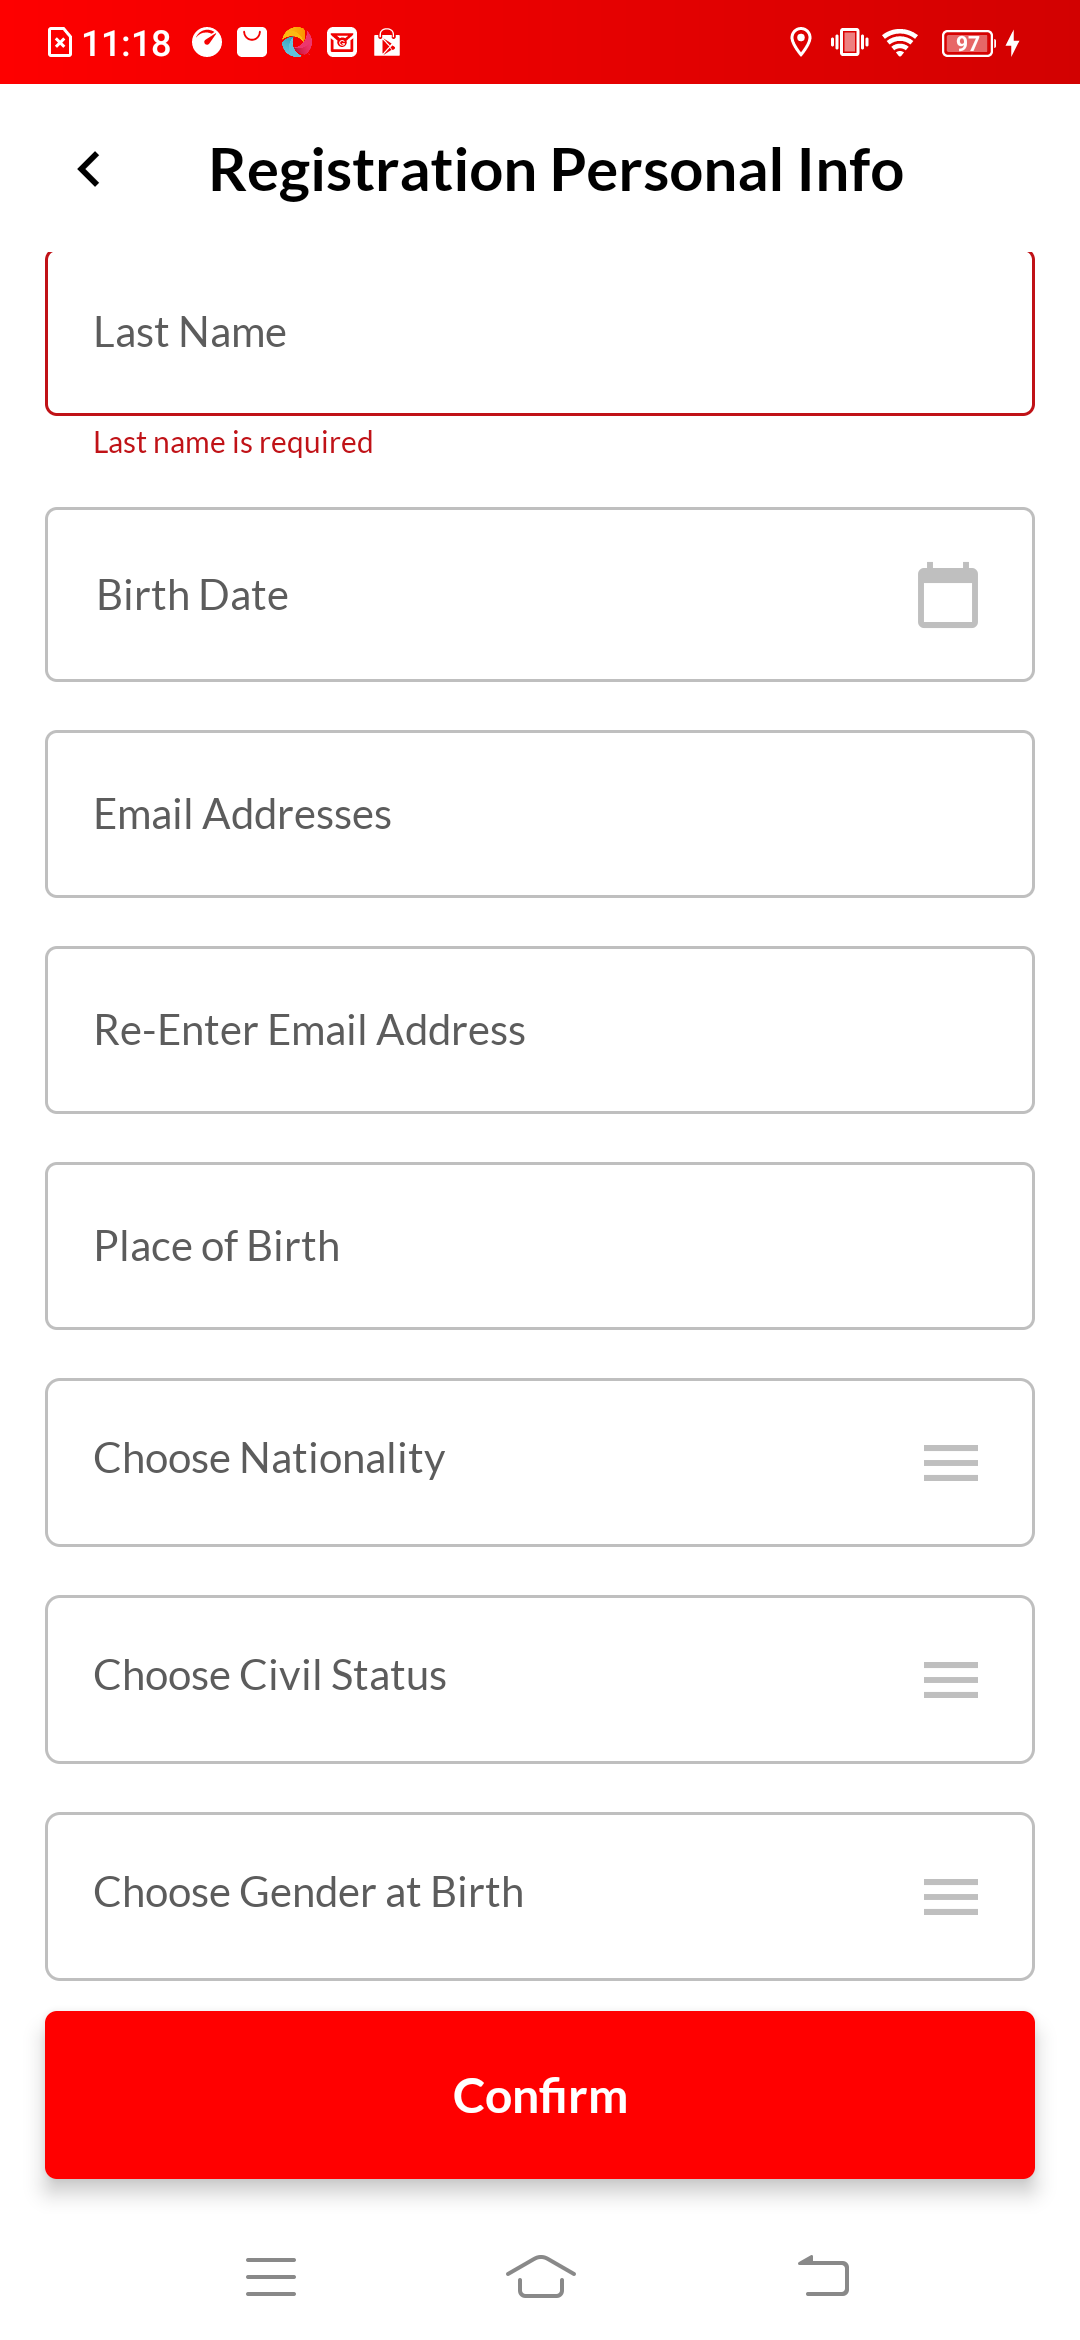 11:18
97
Registration Personal Info
Last Name
Last name is required
Birth Date
Email Addresses
Re-Enter Email Address
Place of Birth
Choose Nationality
Choose Civil Status
Choose Gender at Birth
Confirm